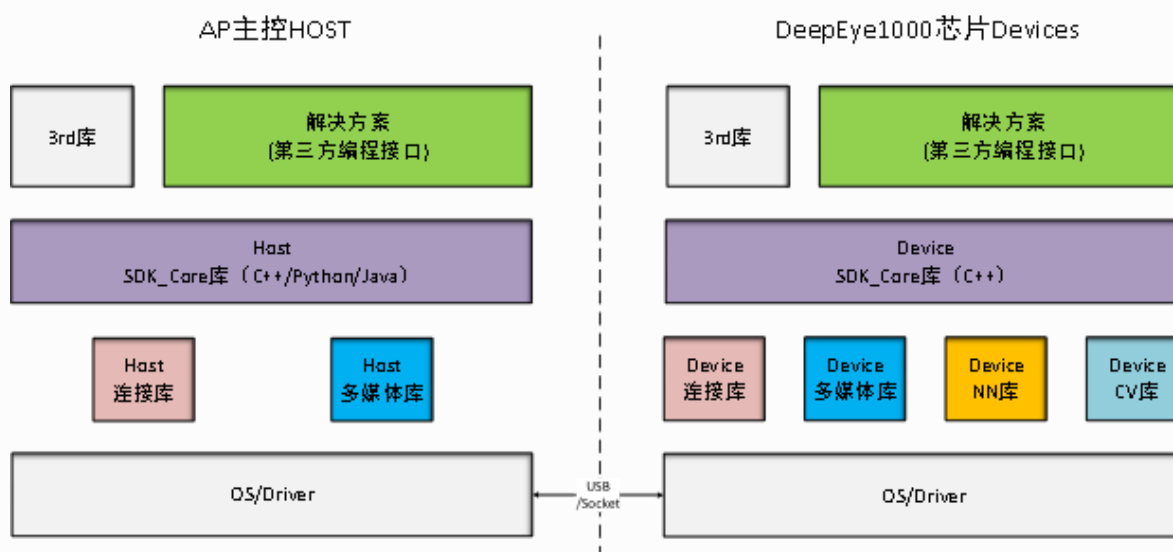 AP主控HOST
DeepEye1000芯片Devices
3rd库
解决方案
(第三方编程接口)
3rd库
解决方案
(第三方编程接口)
Host
SDK_Core库（C++/Python/Java）
Device
SDK_Core库（C++）
Host
连接库
Host
多媒体库
Device
连接库
Device
多媒体库
Device
NN库
Device
CV库
OS/Driver
USB
/Socket
OS/Driver